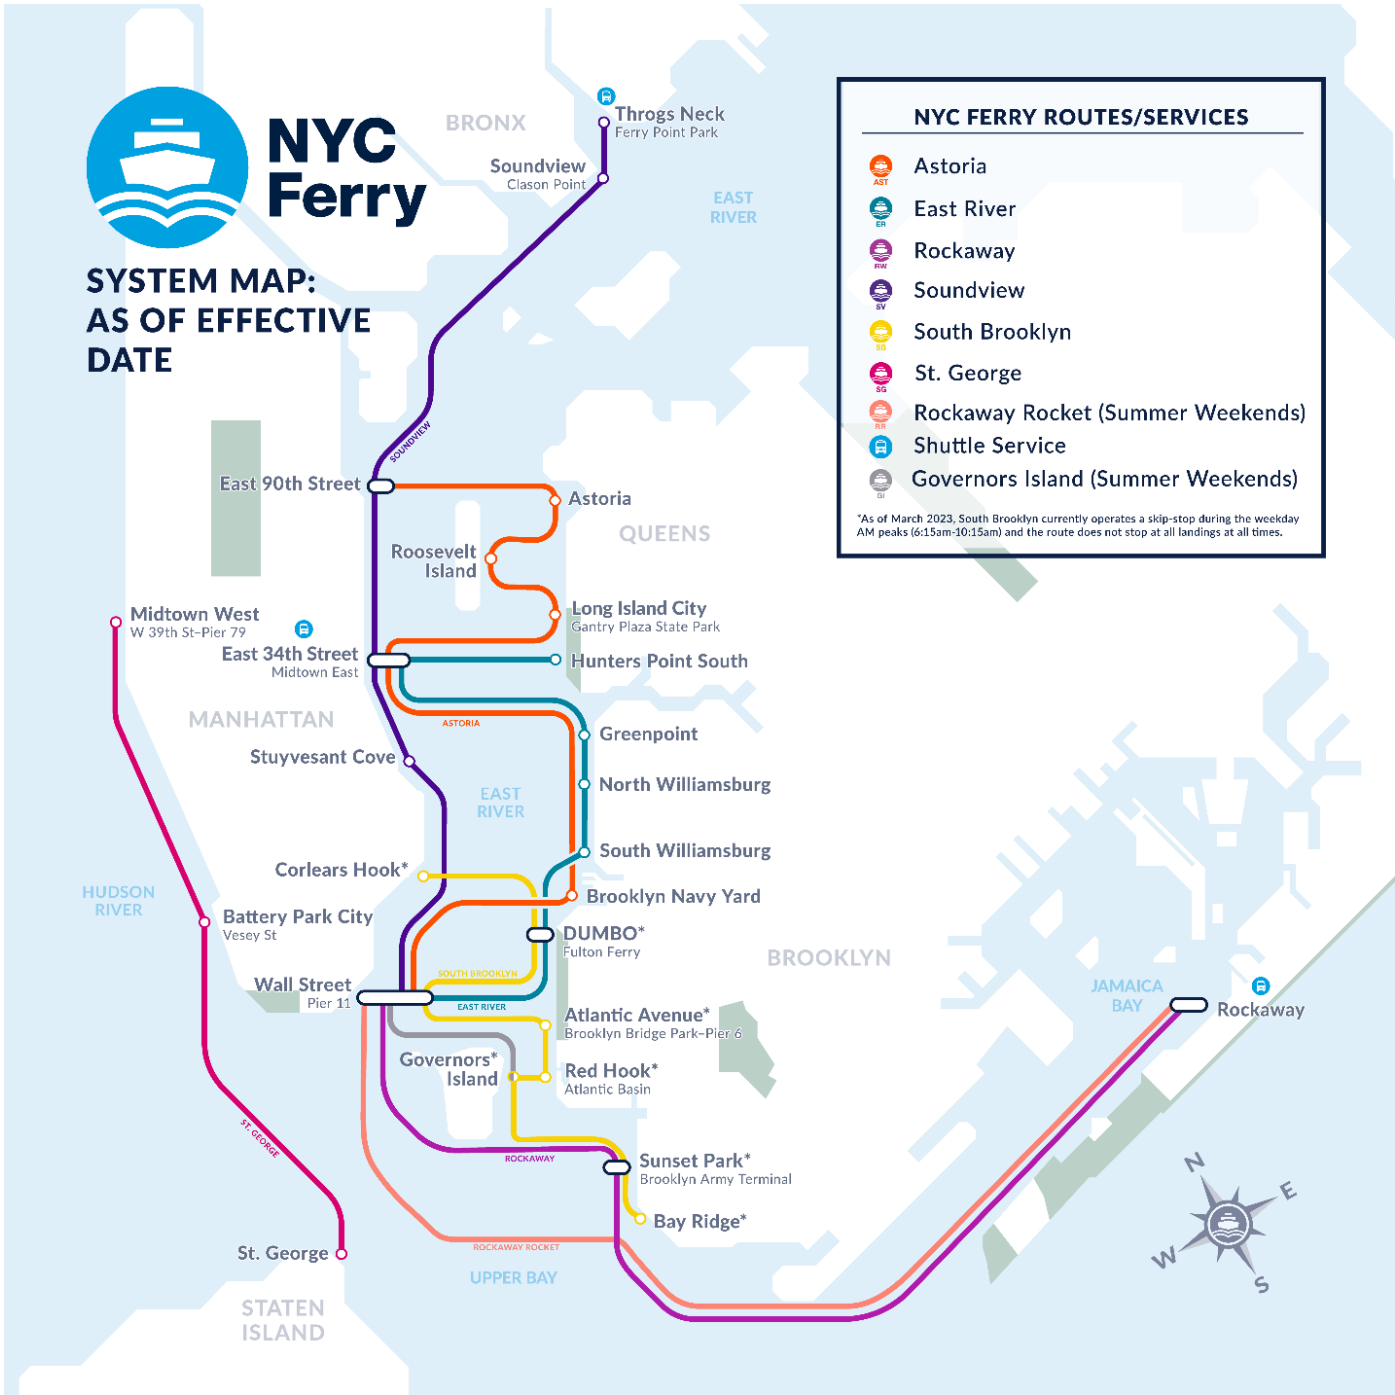 NYC
Ferry
SYSTEM MAP:
AS OF EFFECTIVE
DATE
BRONX
Throgs Neck
Ferry Point Park
Soundview
Clason Point
EAST
RIVER
NYC FERRY ROUTES/SERVICES
AST
Astoria
ER
East River
RW
Rockaway
SV
Soundview
SB
South Brooklyn
SG
St. George
RR
Rockaway Rocket (Summer Weekends)
Shuttle Service
GI
Governors Island (Summer Weekends)
*As of March 2023, South Brooklyn currently operates a skip-stop during the weekday
AM peaks (6:15am-10:15am) and the route does not stop at all landings at all times.
SOUNDVIEW
East 90th Street
Astoria
QUEENS
Roosevelt
Island
Long Island City
Gantry Plaza State Park
Midtown West
W 39th St–Pier 79
East 34th Street
Midtown East
Hunters Point South
MANHATTAN
ASTORIA
Greenpoint
Stuyvesant Cove
North Williamsburg
EAST
RIVER
South Williamsburg
Corlears Hook*
HUDSON
RIVER
Brooklyn Navy Yard
Battery Park City
Vesey St
DUMBO*
Fulton Ferry
BROOKLYN
SOUTH BROOKLYN
Wall Street
Pier 11
EAST RIVER
JAMAICA
BAY
Rockaway
Atlantic Avenue*
Brooklyn Bridge Park–Pier 6
Governors*
Island
Red Hook*
Atlantic Basin
ST. GEORGE
ROCKAWAY
Sunset Park*
Brooklyn Army Terminal
Bay Ridge*
St. George
ROCKAWAY ROCKET
UPPER BAY
STATEN
ISLAND
N
E
W
S